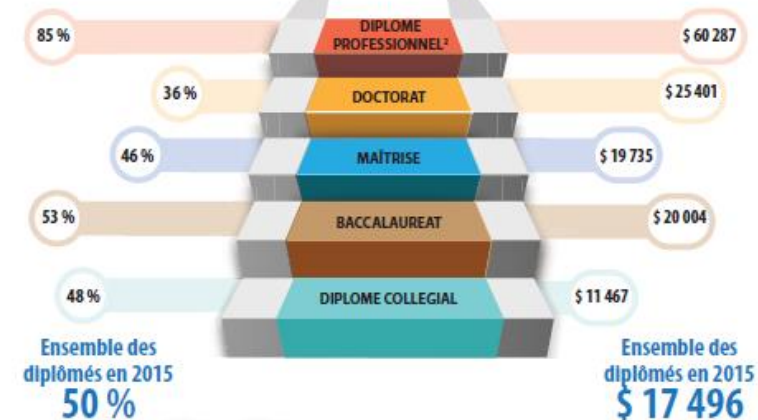 85 %
DIPLOME
PROFESSIONNEL²
$ 60 287
36 %
DOCTORAT
$ 25 401
46 %
MAÎTRISE
$ 19 735
53 %
BACCALAUREAT
$ 20 004
48 %
DIPLOME COLLEGIAL
$ 11 467
Ensemble des
diplômés en 2015
50 %
Ensemble des
diplômés en 2015
$ 17 496